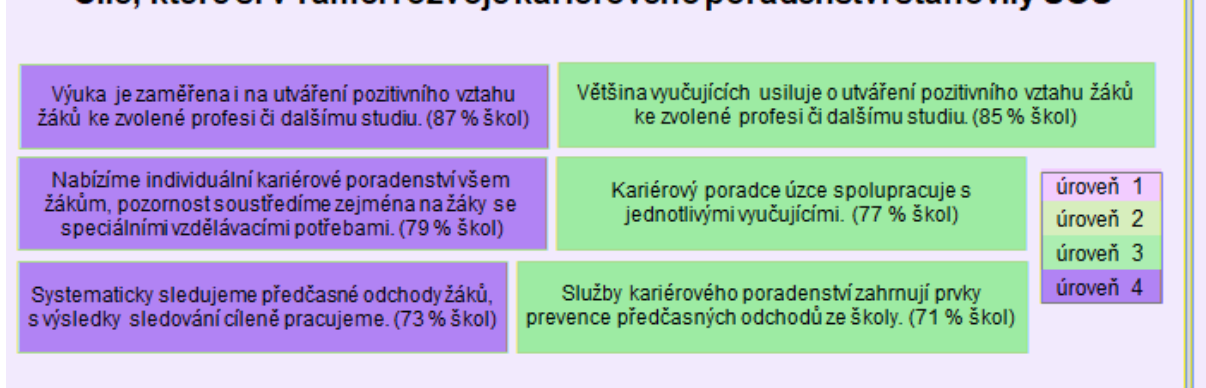 Výuka je zaměřena i na utváření pozitivního vztahu
žáků ke zvolené profesi či dalšímu studiu. (87 % škol)
Většina vyučujících usiluje o utváření pozitivního vztahu žáků
ke zvolené profesi či dalšímu studiu. (85 % škol)
Nabízíme individuální kariérové poradenství všem
žákům, pozornost soustředíme zejména na žáky se
speciálními vzdělávacími potřebami. (79 % škol)
Kariérový poradce úzce spolupracuje s
jednotlivými vyučujícími. (77 % škol)
úroveň 1
úroveň 2
úroveň 3
úroveň 4
Systematicky sledujeme předčasné odchody žáků,
s výsledky sledování cíleně pracujeme. (73 % škol)
Služby kariérového poradenství zahrnují prvky
prevence předčasných odchodů ze školy. (71 % škol)